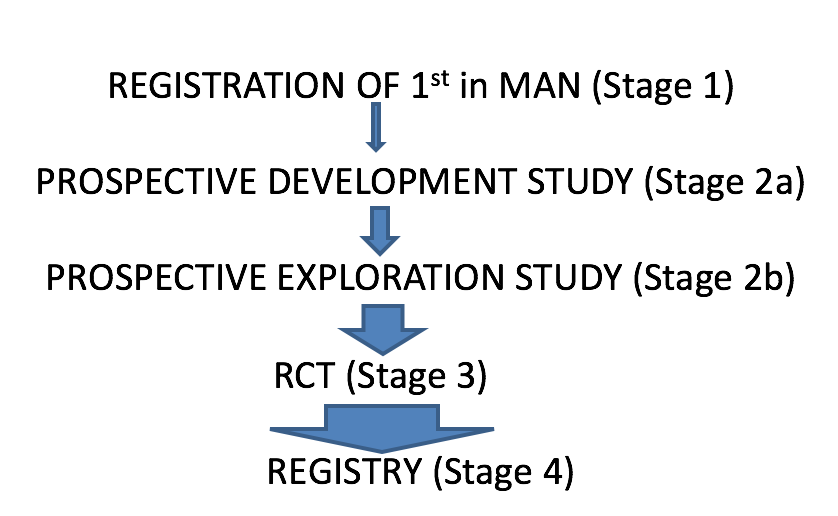 REGISTRATION OF 1st in MAN (Stage 1)
PROSPECTIVE DEVELOPMENT STUDY (Stage 2a)
PROSPECTIVE EXPLORATION STUDY (Stage 2b)
RCT (Stage 3)
REGISTRY (Stage 4)